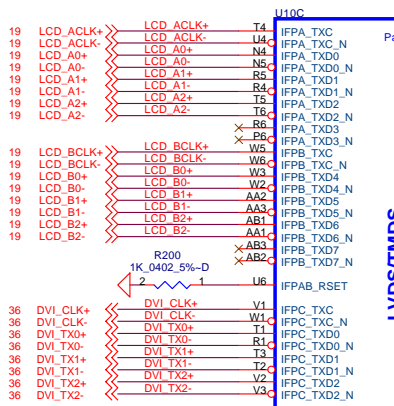 U10C
Pa
19 LCD_ACLK+ LCD_ACLK+ T4 IFPA_TXC
19 LCD_ACLK- LCD_ACLK- U4 IFPA_TXC_N
19 LCD_A0+ LCD_A0+ N4 IFPA_TXD0
19 LCD_A0- LCD_A0- N5 IFPA_TXD0_N
19 LCD_A1+ LCD_A1+ R5 IFPA_TXD1
19 LCD_A1- LCD_A1- R4 IFPA_TXD1_N
19 LCD_A2+ LCD_A2+ T5 IFPA_TXD2
19 LCD_A2- LCD_A2- T6 IFPA_TXD2_N
R6 IFPA_TXD3
P6 IFPA_TXD3_N
19 LCD_BCLK+ LCD_BCLK+ W5 IFPB_TXC
19 LCD_BCLK- LCD_BCLK- W6 IFPB_TXC_N
19 LCD_B0+ LCD_B0+ W3 IFPB_TXD4
19 LCD_B0- LCD_B0- W2 IFPB_TXD4_N
19 LCD_B1+ LCD_B1+ AA2 IFPB_TXD5
19 LCD_B1- LCD_B1- AA3 IFPB_TXD5_N
19 LCD_B2+ LCD_B2+ AB1 IFPB_TXD6
19 LCD_B2- LCD_B2- AA1 IFPB_TXD6_N
AB3 IFPB_TXD7
AB2 IFPB_TXD7_N
R200
1K_0402_5%~D
2 1 U6 IFPAB_RSET
LVDS/TMDS
36 DVI_CLK+ DVI_CLK+ V1 IFPC_TXC
36 DVI_CLK- DVI_CLK- W1 IFPC_TXC_N
36 DVI_TX0+ DVI_TX0+ T1 IFPC_TXD0
36 DVI_TX0- DVI_TX0- R1 IFPC_TXD0_N
36 DVI_TX1+ DVI_TX1+ T3 IFPC_TXD1
36 DVI_TX1- DVI_TX1- T2 IFPC_TXD1_N
36 DVI_TX2+ DVI_TX2+ V2 IFPC_TXD2
36 DVI_TX2- DVI_TX2- V3 IFPC_TXD2_N